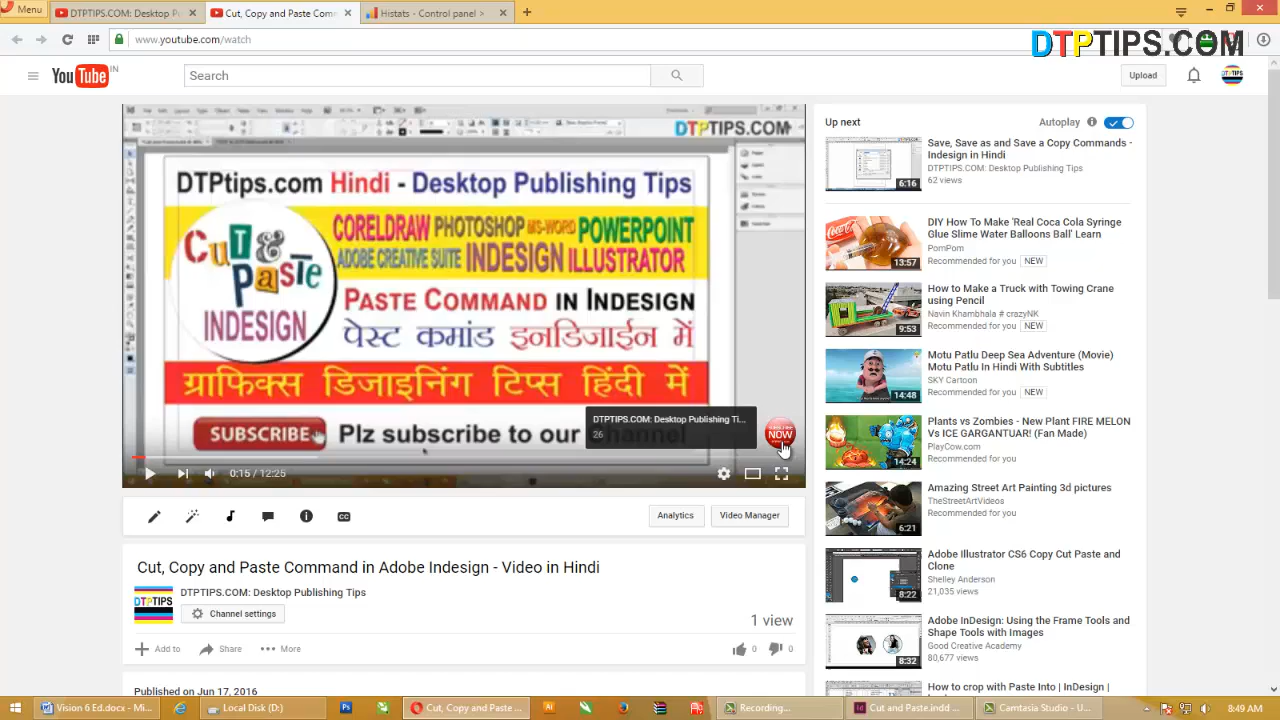 Menu
DTPTIPS.COM: Desktop P
Cut, Copy and Paste Com
Histats - Control panel >
www.youtube.com/watch
DTPTIPS.COM
YouTube IN
Search
Upload
DTPTIPS
DTPTIPS.COM
DTPtips.com Hindi - Desktop Publishing Tips
CORELDRAW PHOTOSHOP MS-WORD POWERPOINT
ADOBE CREATIVE SUITE INDESIGN ILLUSTRATOR
Cut & Paste
INDESIGN
PASTE COMMAND IN INDESIGN
पेस्ट कमांड इनडिजाईन में
ग्राफिक्स डिजाइनिंग टिप्स हिंदी में
SUBSCRIBE
Plz subscribe to our channel
DTPTIPS.COM: Desktop Publishing Ti...
26
SUBSCRIBE NOW
0:15 / 12:25
Analytics
Video Manager
Cut, Copy and Paste Command in Adobe Indesign - Video in Hindi
DTPTIPS
DTPTIPS.COM: Desktop Publishing Tips
Channel settings
1 view
Add to
Share
More
0
0
Published on Jun 17, 2016
Up next
Autoplay
Save, Save as and Save a Copy Commands -
Indesign in Hindi
DTPTIPS.COM: Desktop Publishing Tips
62 views
6:16
DIY How To Make 'Real Coca Cola Syringe
Glue Slime Water Balloons Ball' Learn
PomPom
Recommended for you NEW
13:57
How to Make a Truck with Towing Crane
using Pencil
Navin Khambhala # crazyNK
Recommended for you NEW
9:53
Motu Patlu Deep Sea Adventure (Movie)
Motu Patlu In Hindi With Subtitles
SKY Cartoon
Recommended for you NEW
14:48
Plants vs Zombies - New Plant FIRE MELON
Vs ICE GARGANTUAR! (Fan Made)
PlayCow.com
Recommended for you
14:24
Amazing Street Art Painting 3d pictures
TheStreetArtVideos
Recommended for you
6:21
Adobe Illustrator CS6 Copy Cut Paste and
Clone
Shelley Anderson
21,035 views
8:22
Adobe InDesign: Using the Frame Tools and
Shape Tools with Images
Good Creative Academy
80,677 views
8:32
How to crop with Paste Into | InDesign |
Vision 6 Ed.docx - Mi...
Local Disk (D:)
Cut, Copy and Paste ...
Recording...
Cut and Paste.indd ...
Camtasia Studio - U...
8:49 AM